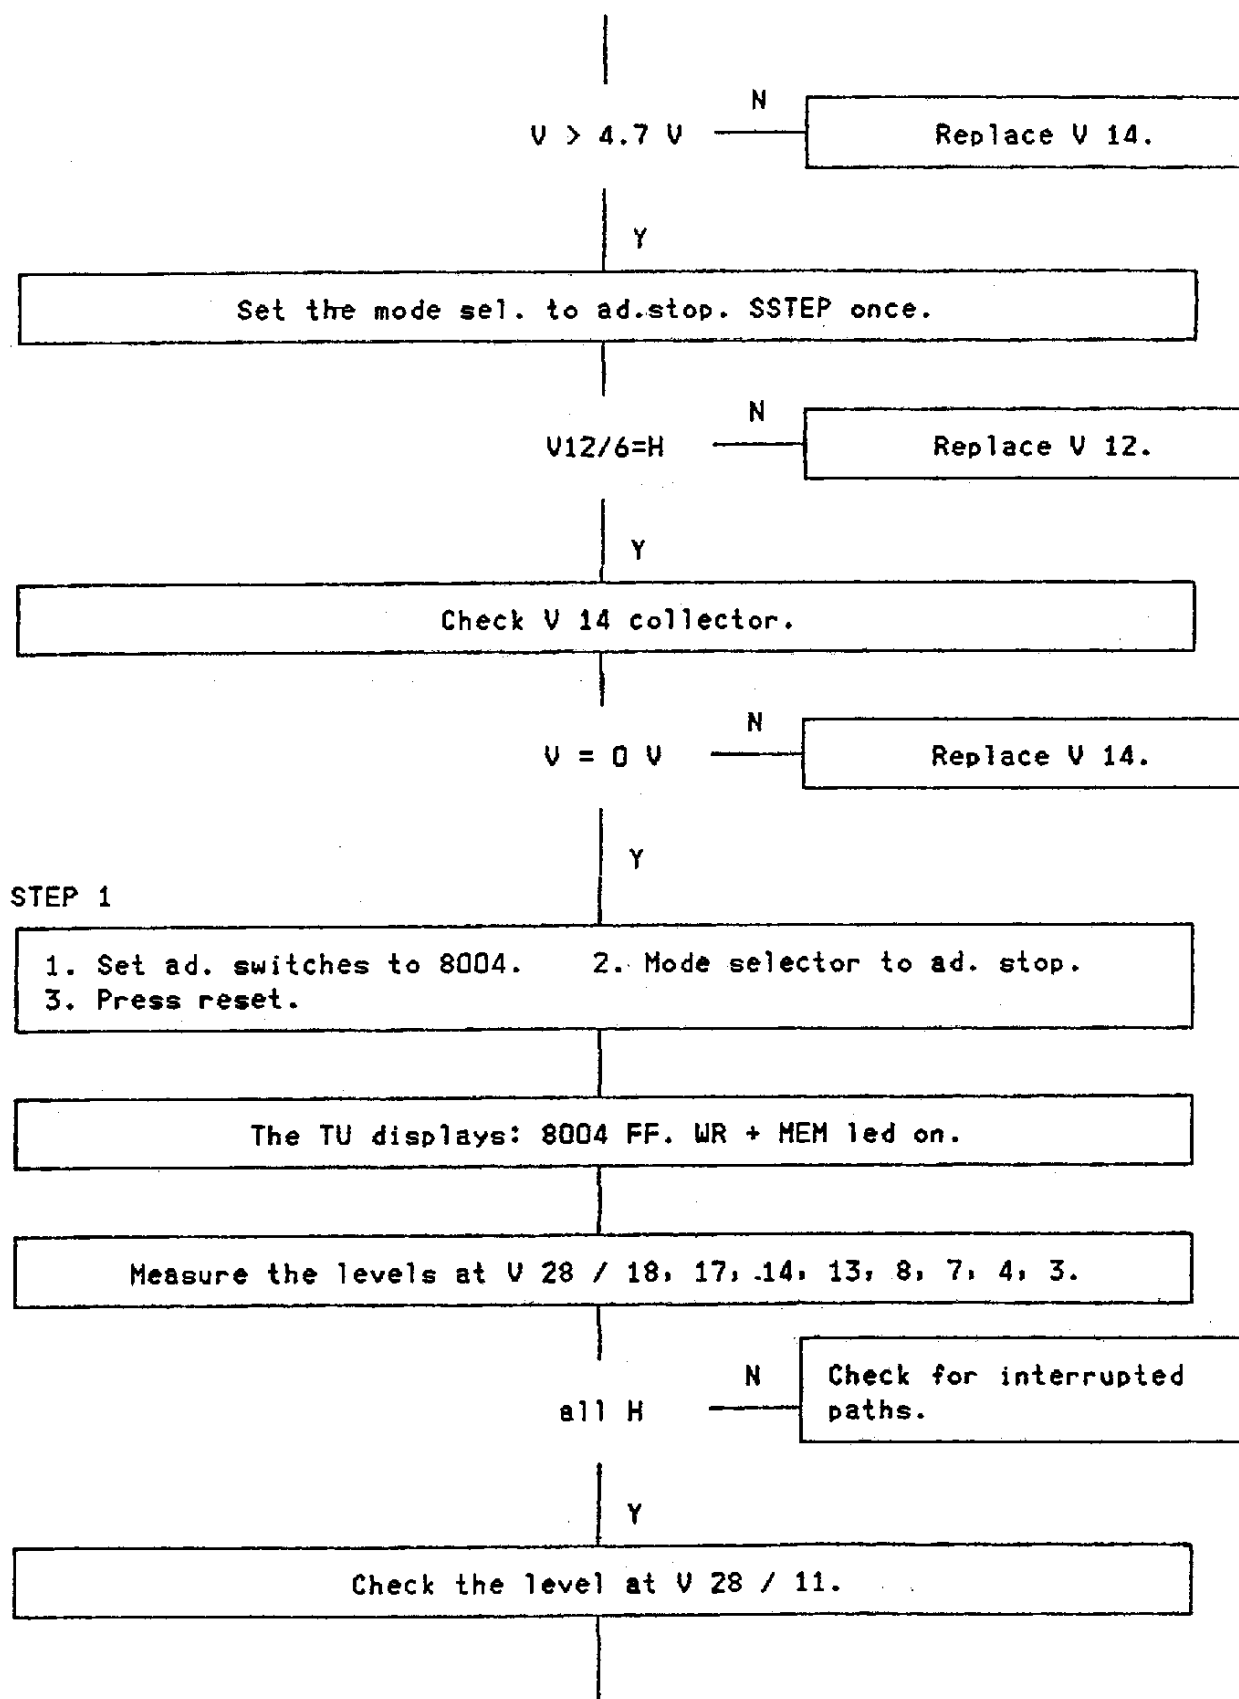 N
V > 4.7 V
Replace V 14.
Y
Set the mode sel. to ad.stop. SSTEP once.
N
V12/6=H
Replace V 12.
Y
Check V 14 collector.
N
V = 0 V
Replace V 14.
Y
STEP 1
1. Set ad. switches to 8004. 2. Mode selector to ad. stop.
3. Press reset.
The TU displays: 8004 FF. WR + MEM led on.
Measure the levels at V 28 / 18, 17, 14, 13, 8, 7, 4, 3.
N
all H
Check for interrupted
paths.
Y
Check the level at V 28 / 11.